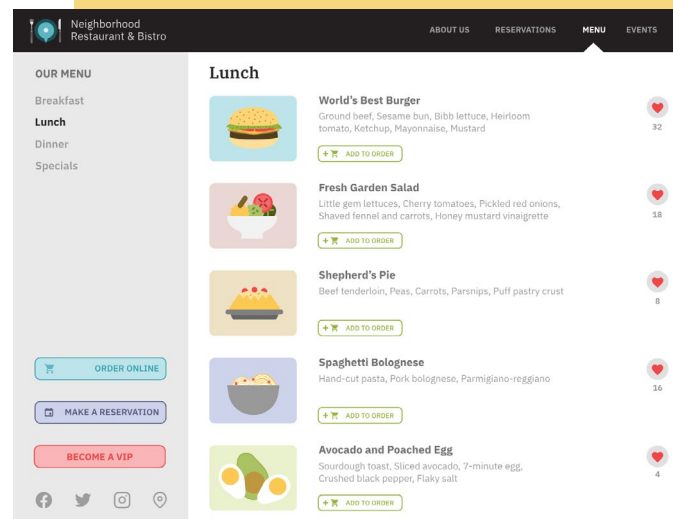 Neighborhood
Restaurant & Bistro
ABOUT US
RESERVATIONS
MENU
EVENTS
OUR MENU
Breakfast
Lunch
Dinner
Specials
ORDER ONLINE
MAKE A RESERVATION
BECOME A VIP
Lunch
World's Best Burger
Ground beef, Sesame bun, Bibb lettuce, Heirloom
tomato, Ketchup, Mayonnaise, Mustard
+ ADD TO ORDER
32
Fresh Garden Salad
Little gem lettuces, Cherry tomatoes, Pickled red onions,
Shaved fennel and carrots, Honey mustard vinaigrette
+ ADD TO ORDER
18
Shepherd's Pie
Beef tenderloin, Peas, Carrots, Parsnips, Puff pastry crust
+ ADD TO ORDER
8
Spaghetti Bolognese
Hand-cut pasta, Pork bolognese, Parmigiano-reggiano
+ ADD TO ORDER
16
Avocado and Poached Egg
Sourdough toast, Sliced avocado, 7-minute egg,
Crushed black pepper, Flaky salt
+ ADD TO ORDER
4